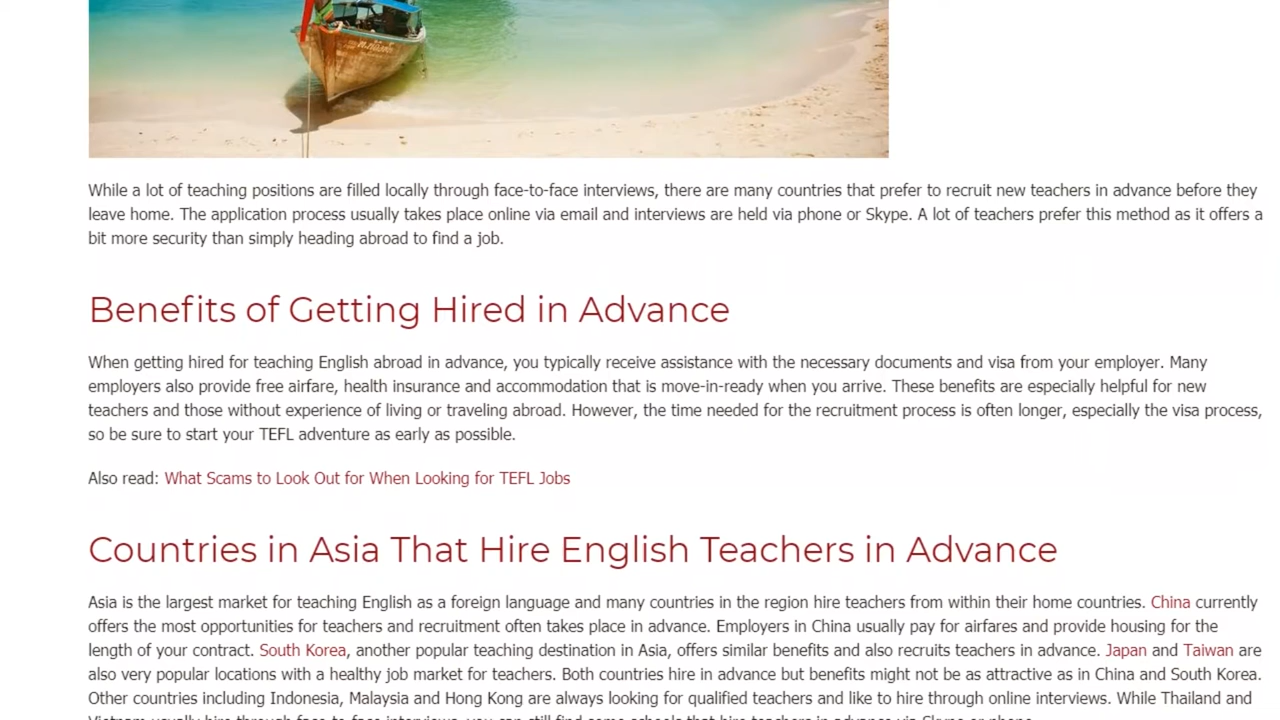 While a lot of teaching positions are filled locally through face-to-face interviews, there are many countries that prefer to recruit new teachers in advance before they
leave home. The application process usually takes place online via email and interviews are held via phone or Skype. A lot of teachers prefer this method as it offers a
bit more security than simply heading abroad to find a job.
Benefits of Getting Hired in Advance
When getting hired for teaching English abroad in advance, you typically receive assistance with the necessary documents and visa from your employer. Many
employers also provide free airfare, health insurance and accommodation that is move-in-ready when you arrive. These benefits are especially helpful for new
teachers and those without experience of living or traveling abroad. However, the time needed for the recruitment process is often longer, especially the visa process,
so be sure to start your TEFL adventure as early as possible.
Also read: What Scams to Look Out for When Looking for TEFL Jobs
Countries in Asia That Hire English Teachers in Advance
Asia is the largest market for teaching English as a foreign language and many countries in the region hire teachers from within their home countries. China currently
offers the most opportunities for teachers and recruitment often takes place in advance. Employers in China usually pay for airfares and provide housing for the
length of your contract. South Korea, another popular teaching destination in Asia, offers similar benefits and also recruits teachers in advance. Japan and Taiwan are
also very popular locations with a healthy job market for teachers. Both countries hire in advance but benefits might not be as attractive as in China and South Korea.
Other countries including Indonesia, Malaysia and Hong Kong are always looking for qualified teachers and like to hire through online interviews. While Thailand and